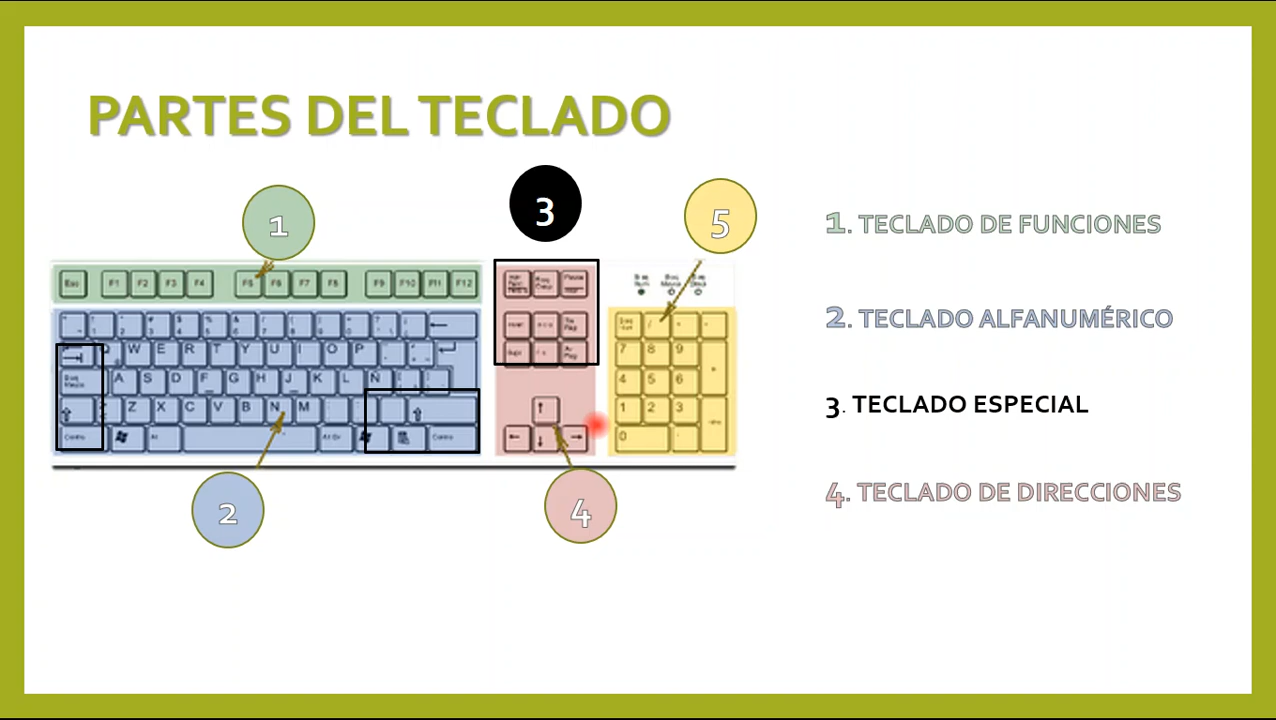 PARTES DEL TECLADO
1
3
5
1. TECLADO DE FUNCIONES
2. TECLADO ALFANUMÉRICO
3. TECLADO ESPECIAL
4. TECLADO DE DIRECCIONES
Esc F1 F2 F3 F4 F5 F6 F7 F8 F9 F10 F11 F12
Q W E R T Y U I O P
7 8 9
A S D F G H J K L Ñ
4 5 6
Z X C V B N M
1 2 3
0
2
4